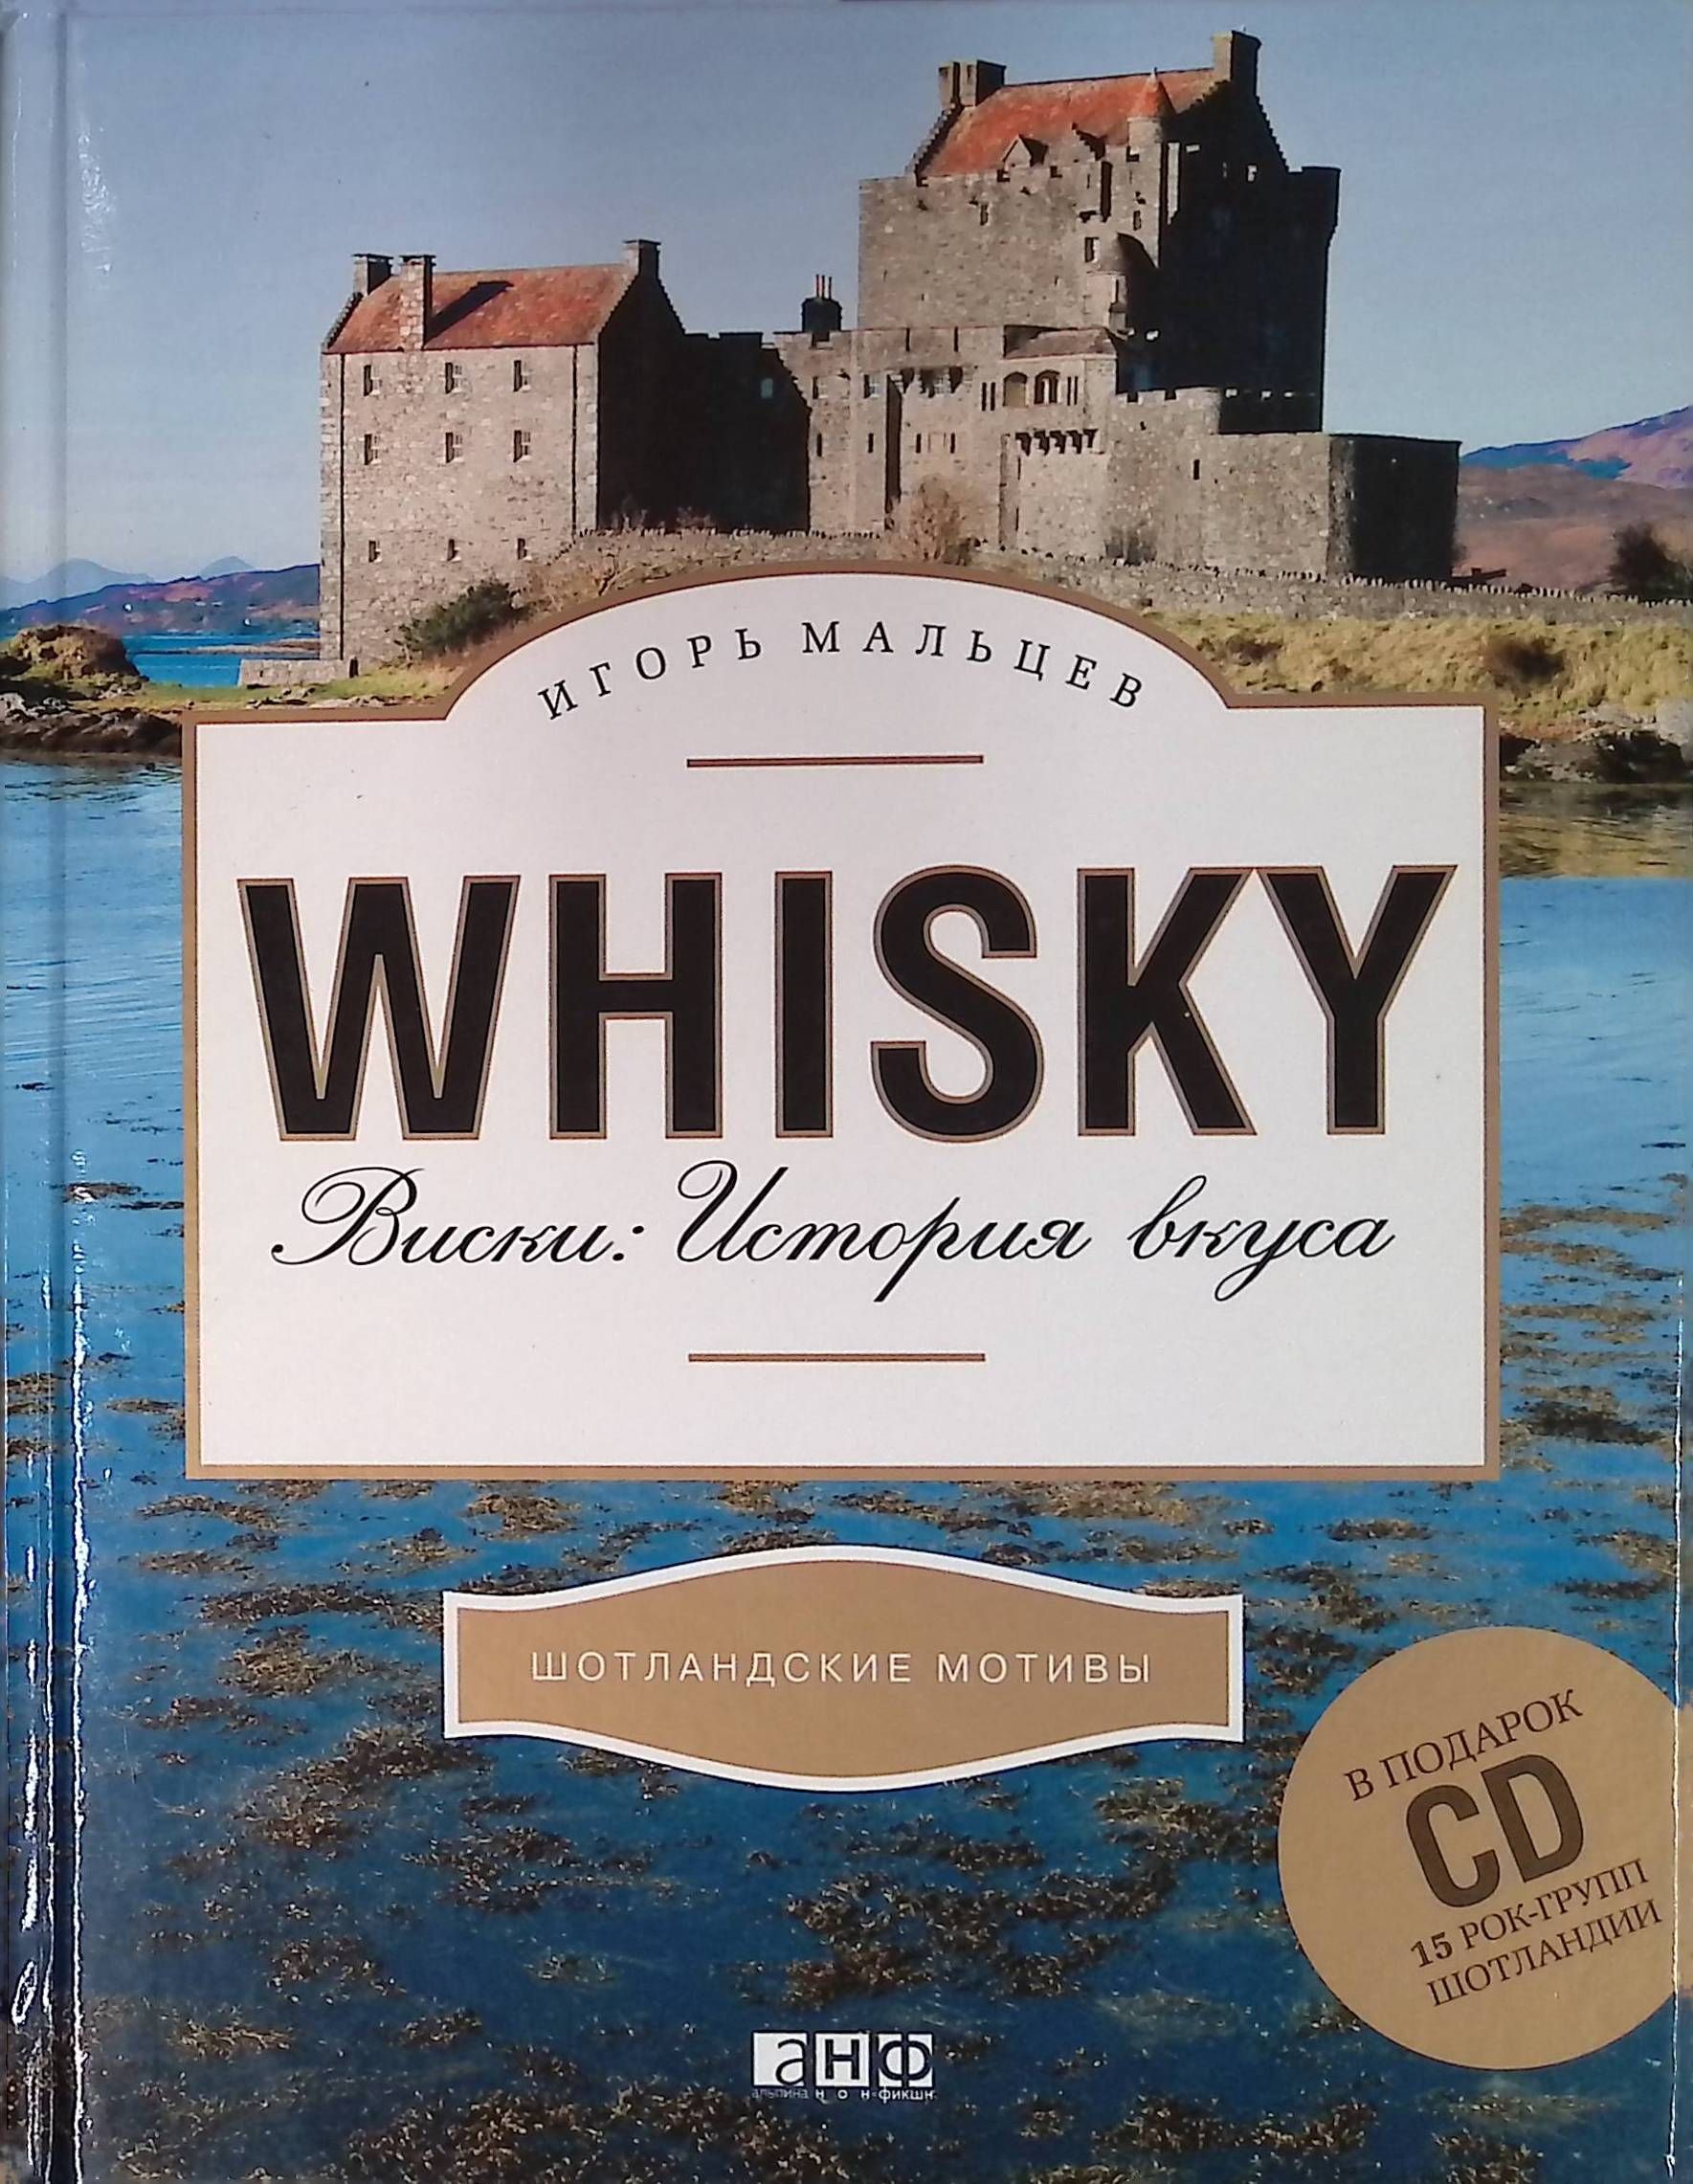 ИГОРЬ МАЛЬЦЕВ
WHISKY
Виски: История вкуса
ШОТЛАНДСКИЕ МОТИВЫ
В ПОДАРОК
CD
15 РОК-ГРУПП
ШОТЛАНДИИ
анф
альпина нон-фикшн